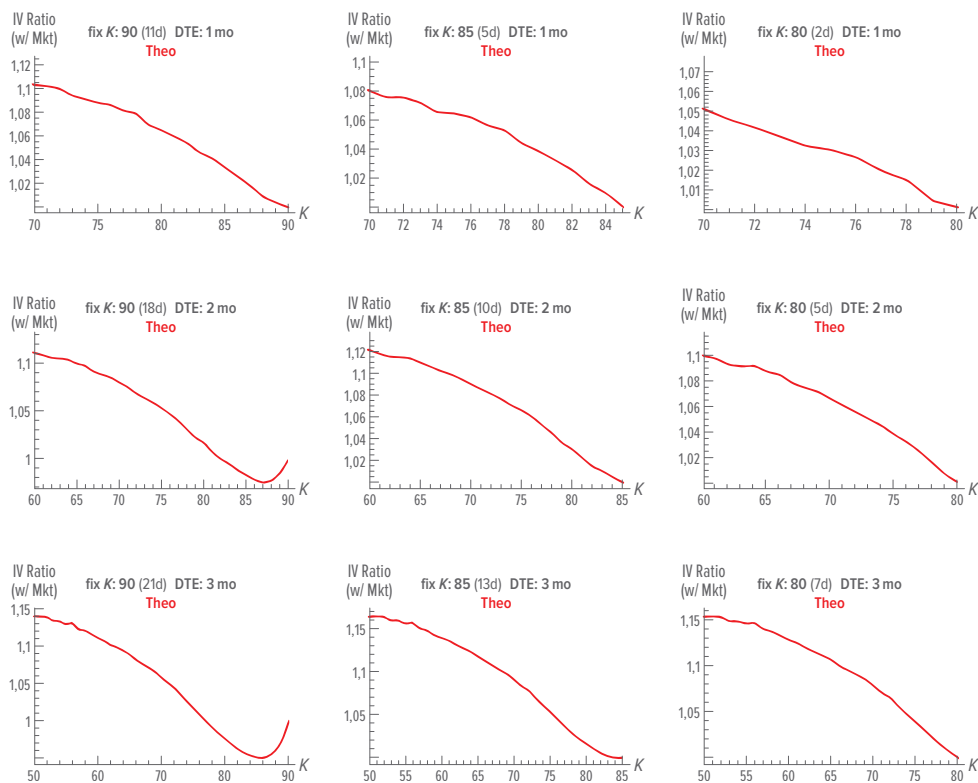 IV Ratio
(w/ Mkt)
fix K: 90 (11d) DTE: 1 mo
Theo
1,12
1,1
1,08
1,06
1,04
1,02
70 75 80 85 90 K
IV Ratio
(w/ Mkt)
fix K: 85 (5d) DTE: 1 mo
Theo
1,1
1,08
1,06
1,04
1,02
70 72 74 76 78 80 82 84 K
IV Ratio
(w/ Mkt)
fix K: 80 (2d) DTE: 1 mo
Theo
1,07
1,06
1,05
1,04
1,03
1,02
1,01
70 72 74 76 78 80 K
IV Ratio
(w/ Mkt)
fix K: 90 (18d) DTE: 2 mo
Theo
1,1
1,05
1
60 65 70 75 80 85 90 K
IV Ratio
(w/ Mkt)
fix K: 85 (10d) DTE: 2 mo
Theo
1,12
1,1
1,08
1,06
1,04
1,02
60 65 70 75 80 85 K
IV Ratio
(w/ Mkt)
fix K: 80 (5d) DTE: 2 mo
Theo
1,1
1,08
1,06
1,04
1,02
60 65 70 75 80 K
IV Ratio
(w/ Mkt)
fix K: 90 (21d) DTE: 3 mo
Theo
1,15
1,1
1,05
1
50 60 70 80 90 K
IV Ratio
(w/ Mkt)
fix K: 85 (13d) DTE: 3 mo
Theo
1,15
1,1
1,05
50 55 60 65 70 75 80 85 K
IV Ratio
(w/ Mkt)
fix K: 80 (7d) DTE: 3 mo
Theo
1,15
1,1
1,05
50 55 60 65 70 75 80 K